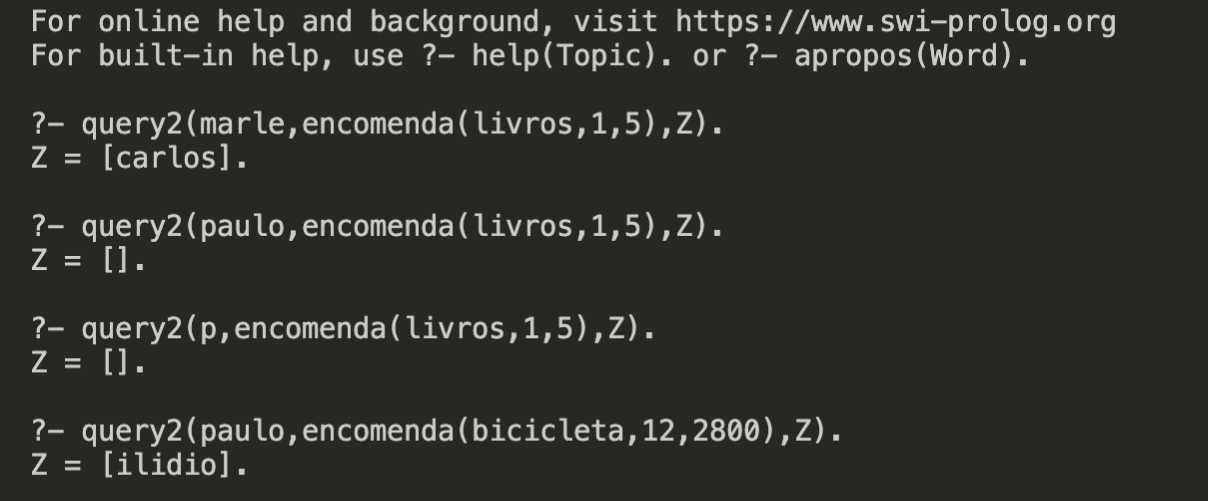 For online help and background, visit https://www.swi-prolog.org
For built-in help, use ?- help(Topic). or ?- apropos(Word).
?- query2(marle,encomenda(livros,1,5),Z).
Z = [carlos].
?- query2(paulo,encomenda(livros,1,5),Z).
Z = [].
?- query2(p,encomenda(livros,1,5),Z).
Z = [].
?- query2(paulo,encomenda(bicicleta,12,2800),Z).
Z = [ilidio].